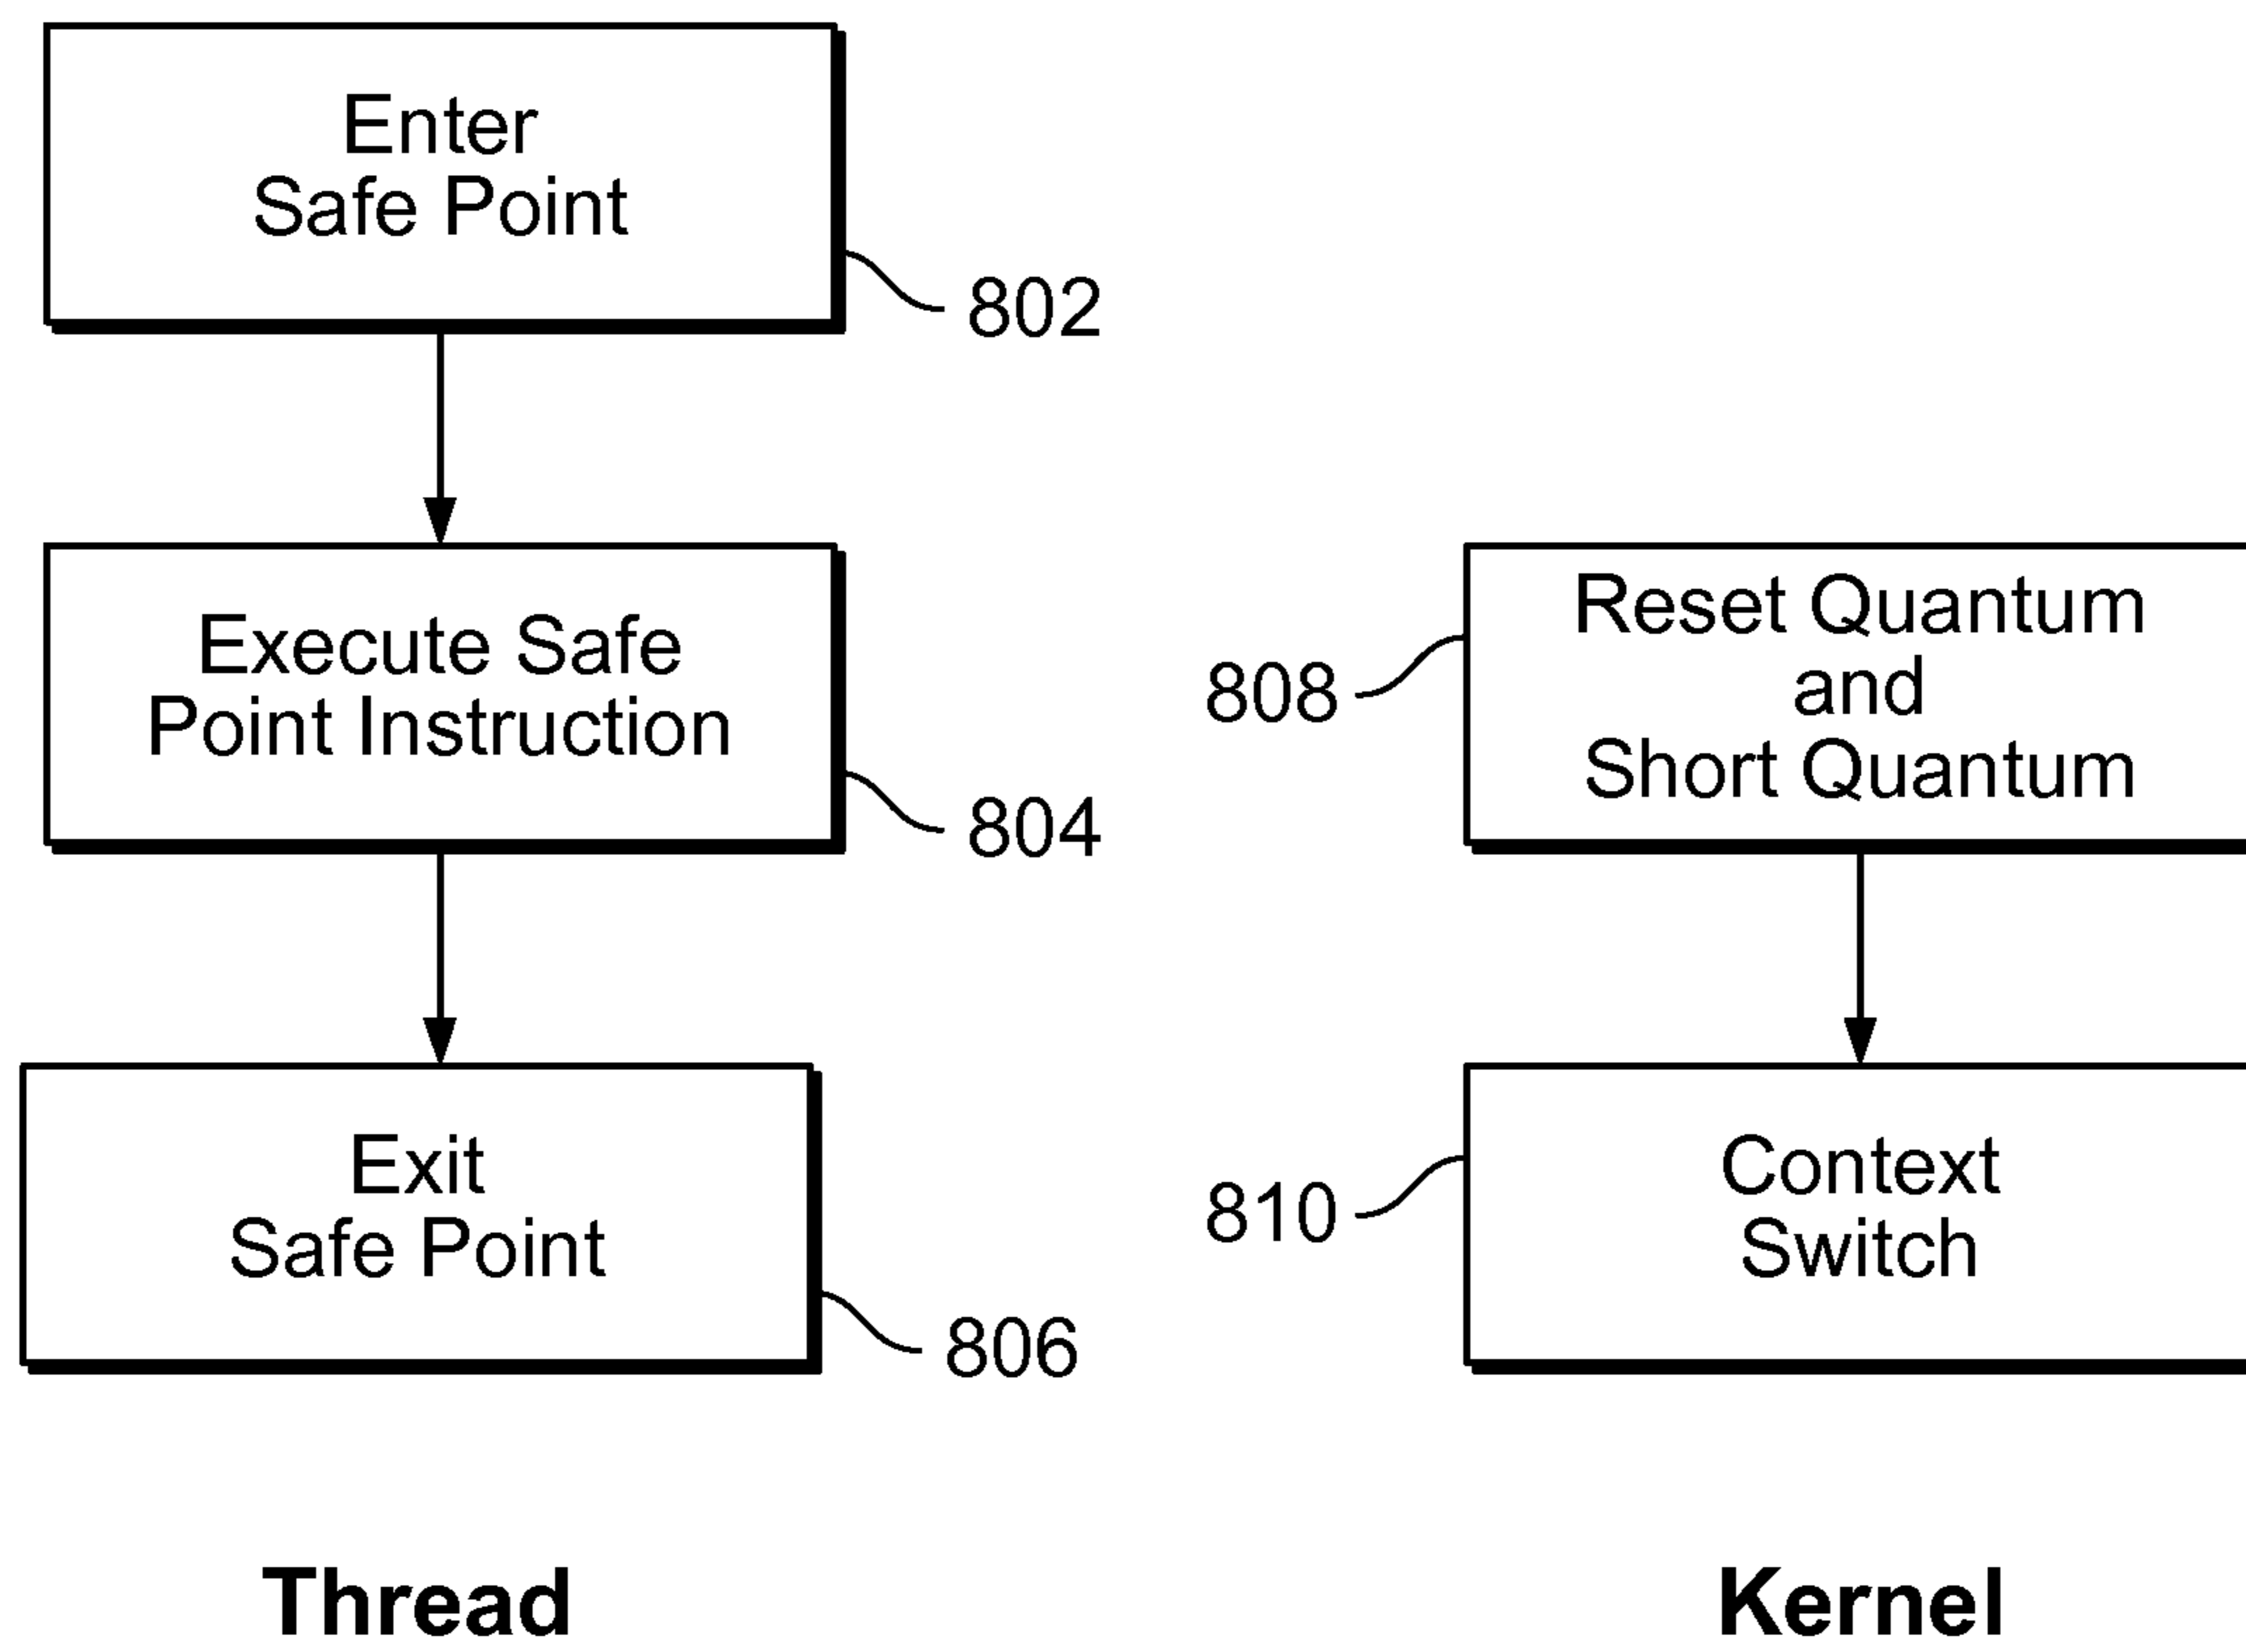 Enter
Safe Point
802
Execute Safe
Point Instruction
804
Exit
Safe Point
806
Thread
Reset Quantum
and
Short Quantum
808
Context
Switch
810
Kernel